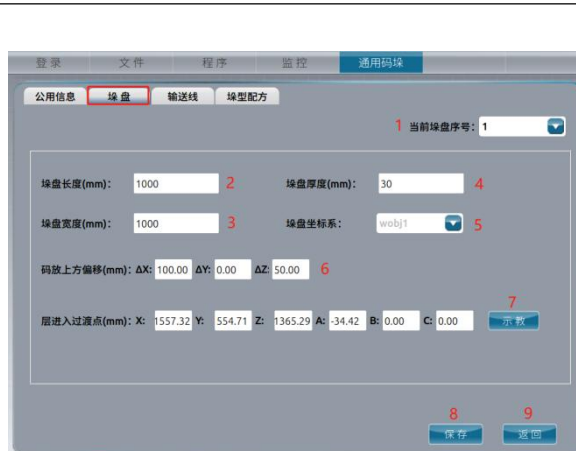 登录 文件 程序 监控 通用码垛
公用信息 垛盘 输送线 垛型配方
1 当前垛盘序号: 1
垛盘长度(mm): 1000 2 垛盘厚度(mm): 30 4
垛盘宽度(mm): 1000 3 垛盘坐标系: wobj1 5
码放上方偏移(mm): ΔX: 100.00 ΔY: 0.00 ΔZ: 50.00 6
7
层进入过渡点(mm): X: 1557.32 Y: 554.71 Z: 1365.29 A: -34.42 B: 0.00 C: 0.00 示教
8 9
保存 返回